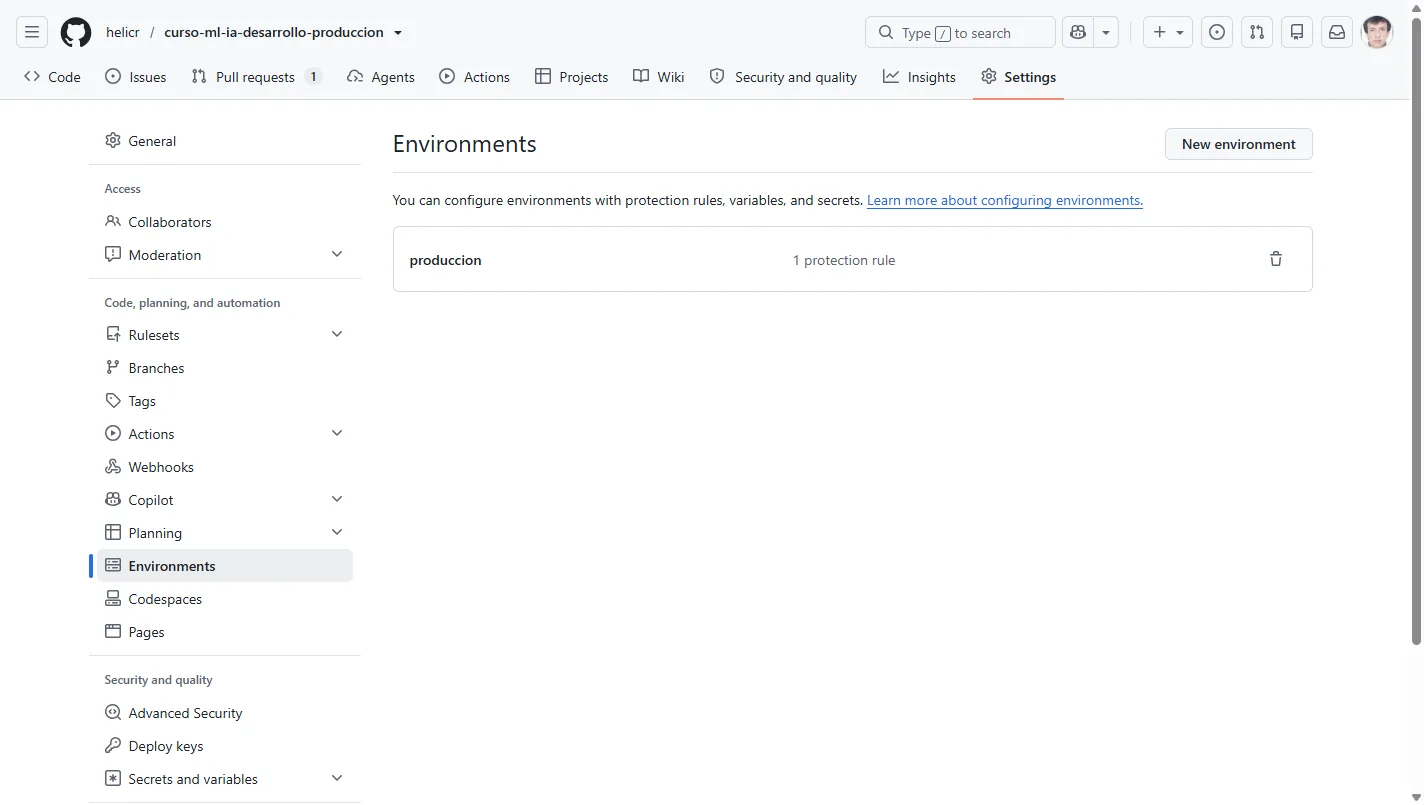 helicr / curso-ml-ia-desarrollo-produccion
Type / to search
Code
Issues
Pull requests 1
Agents
Actions
Projects
Wiki
Security and quality
Insights
Settings
General
Access
Collaborators
Moderation
Code, planning, and automation
Rulesets
Branches
Tags
Actions
Webhooks
Copilot
Planning
Environments
Codespaces
Pages
Security and quality
Advanced Security
Deploy keys
Secrets and variables
Environments
New environment
You can configure environments with protection rules, variables, and secrets. Learn more about configuring environments.
produccion
1 protection rule